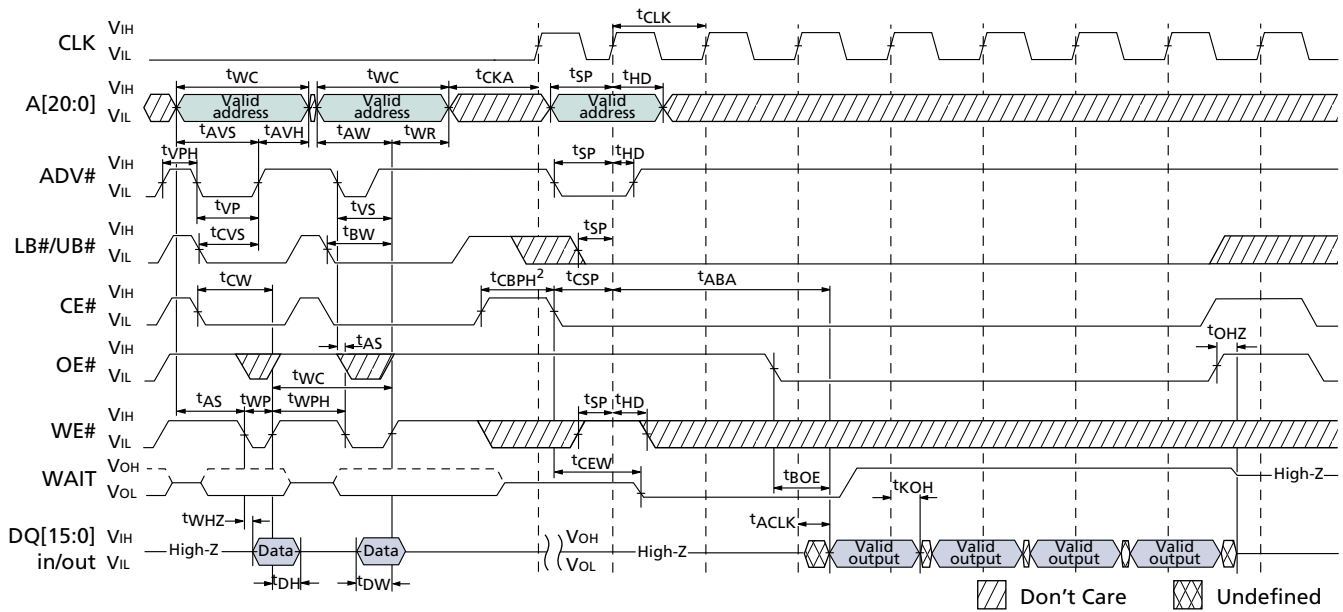 tCLK
CLK VIH
VIL
tWC tWC tCKA tSP tHD
A[20:0] VIH
VIL
Valid address Valid address Valid address
tAVS tAVH tAW tWR
tVPH tSP tHD
ADV# VIH
VIL
tVP tVS
LB#/UB# VIH
VIL
tCVS tBW tSP
tCW tCBPH2 tCSP tABA
CE# VIH
VIL
tAS tOHZ
OE# VIH
VIL
tWC
tAS tWP tWPH tSP tHD
WE# VIH
VIL
tCEW
WAIT VOH
VOL
High-Z
tBOE tKOH
tWHZ tACLK
DQ[15:0] in/out VIH
VIL
High-Z Data Data VOH
VOL
High-Z Valid output Valid output Valid output Valid output
tDH tDW
Don't Care Undefined